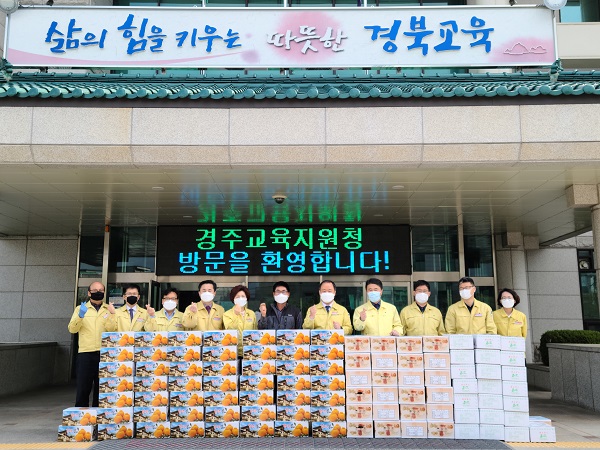 삶의 힘을 키우는 따뜻한 경북교육
경주교육지원청
방문을 환영합니다!